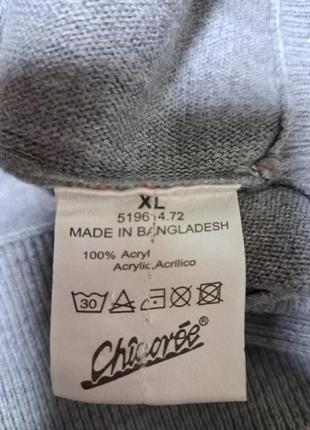 XL
519614.72
MADE IN BANGLADESH
100% Acryl
Acrylic, Acrilico
30
Chicorée®